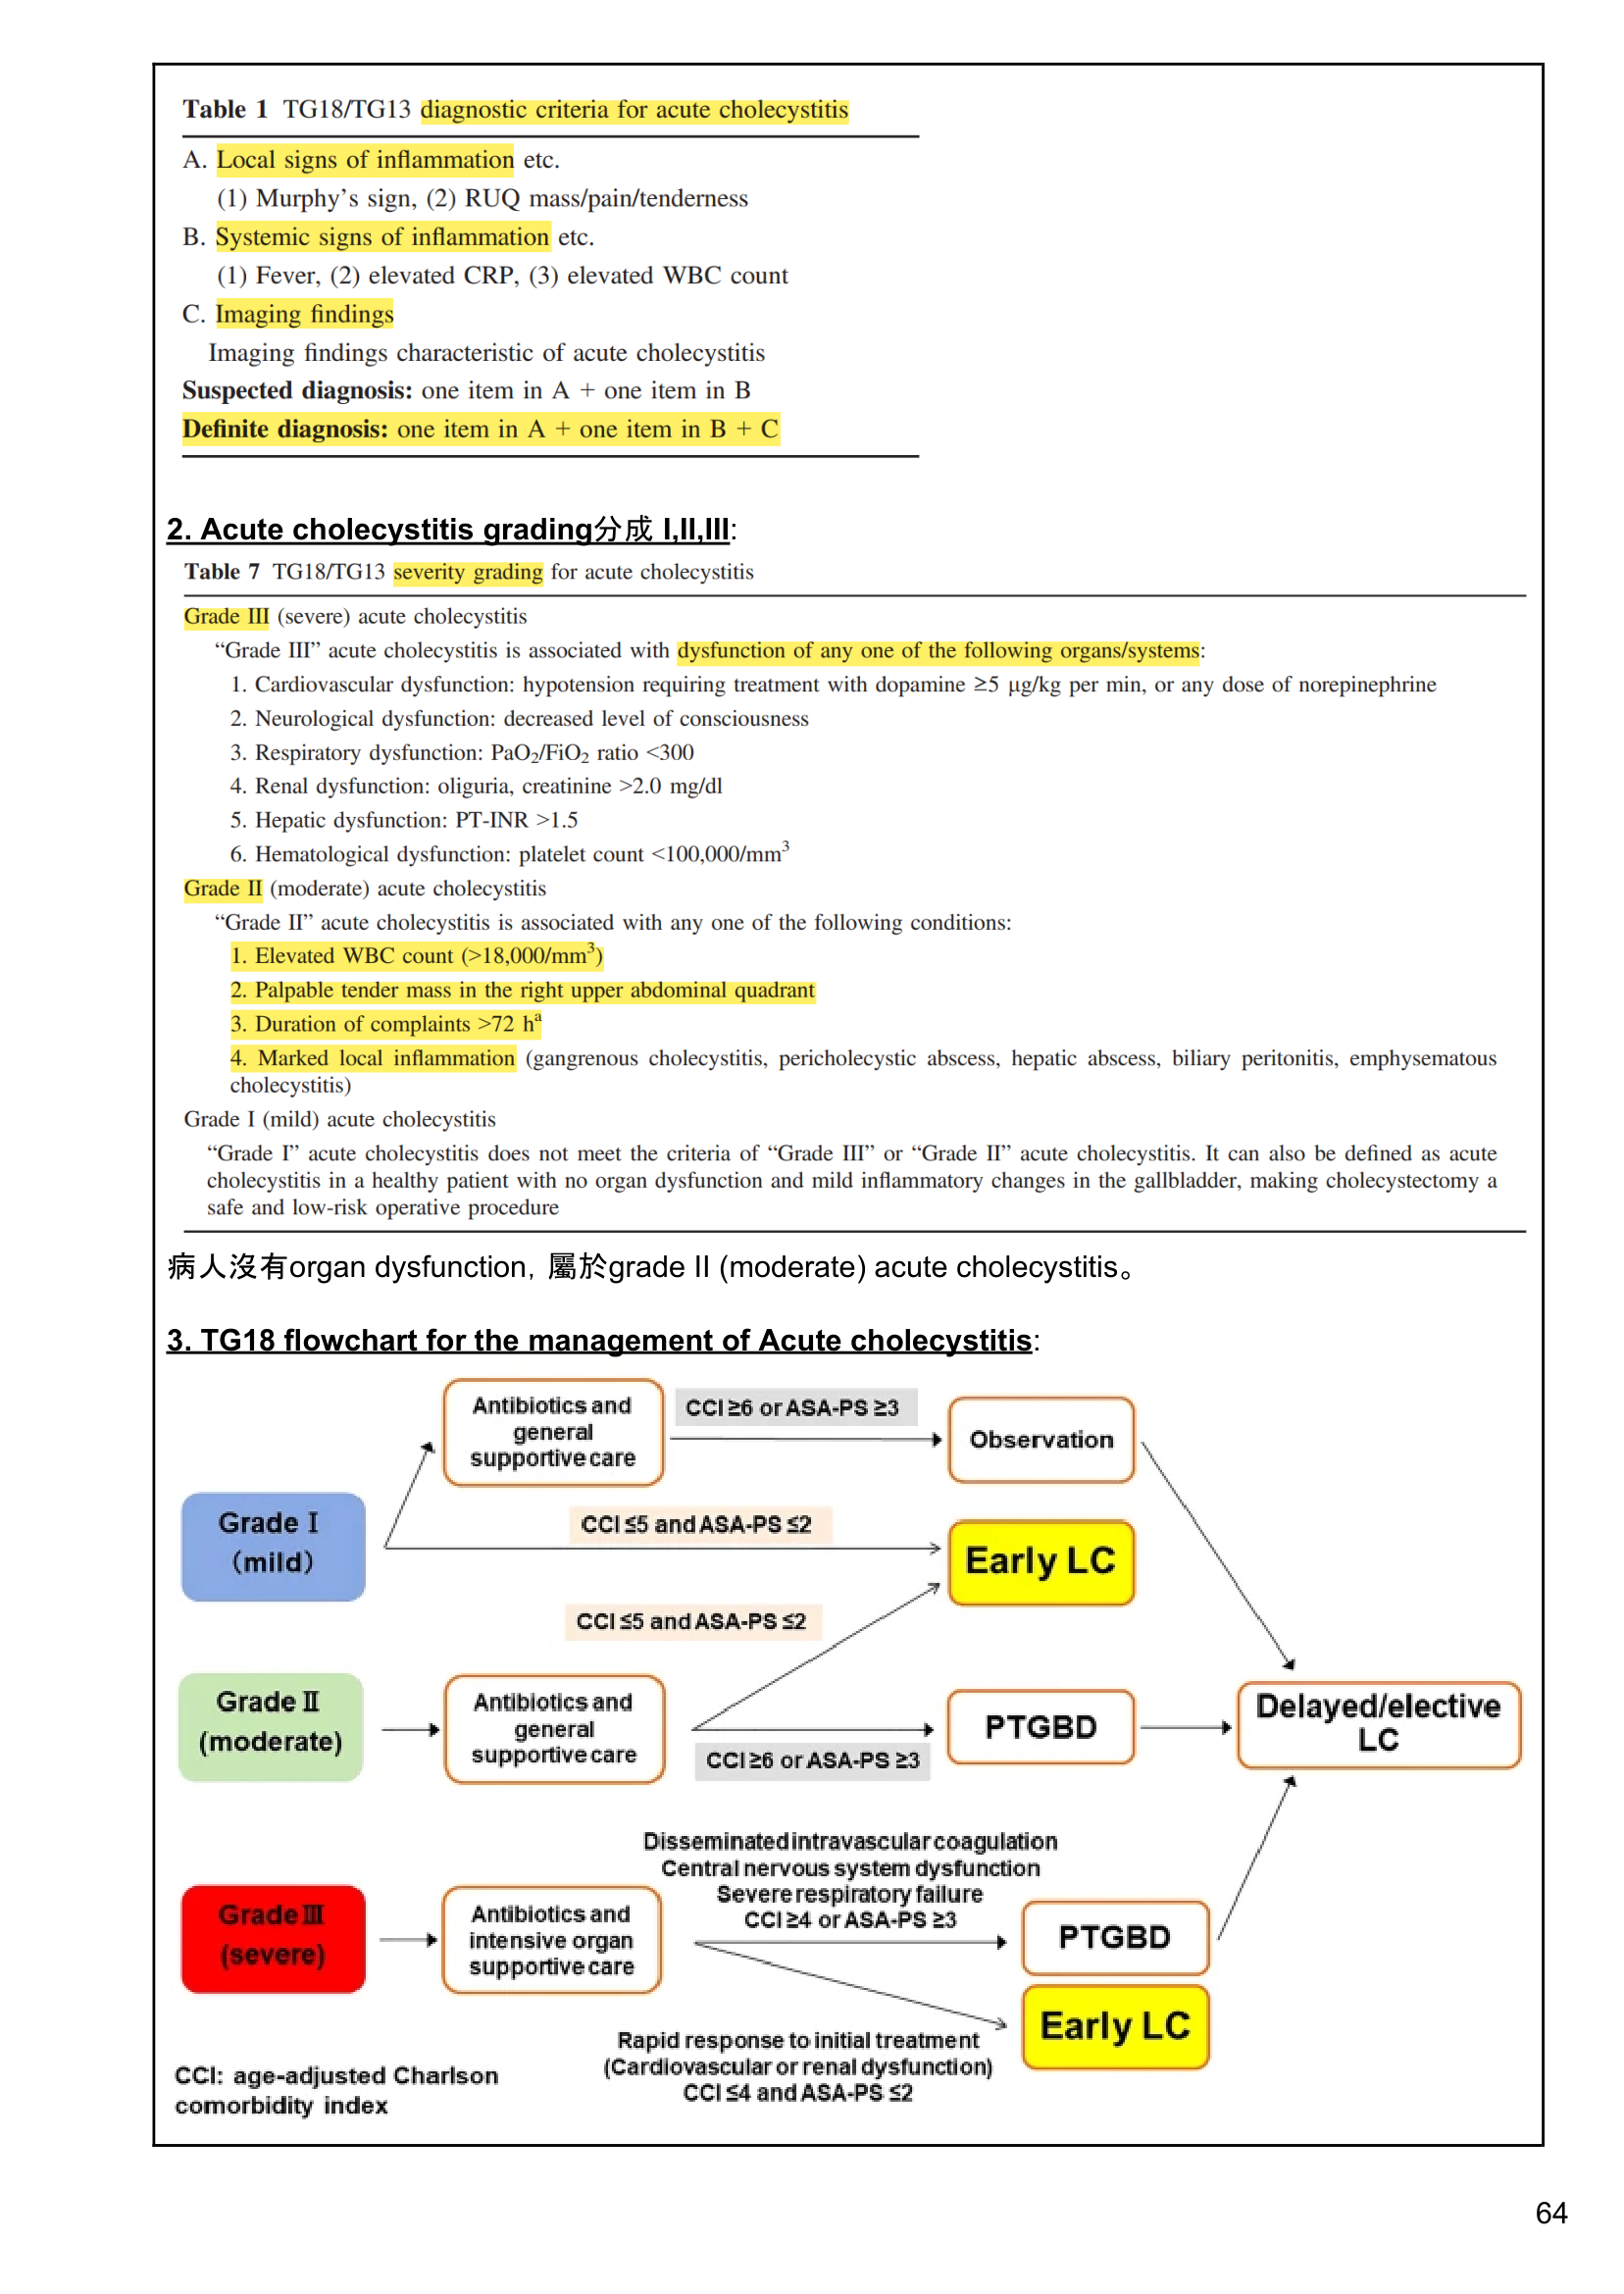 Table 1 TG18/TG13 diagnostic criteria for acute cholecystitis
A. Local signs of inflammation etc.
(1) Murphy's sign, (2) RUQ mass/pain/tenderness
B. Systemic signs of inflammation etc.
(1) Fever, (2) elevated CRP, (3) elevated WBC count
C. Imaging findings
Imaging findings characteristic of acute cholecystitis
Suspected diagnosis: one item in A + one item in B
Definite diagnosis: one item in A + one item in B + C
2. Acute cholecystitis grading分成 I,II,III:
Table 7 TG18/TG13 severity grading for acute cholecystitis
Grade III (severe) acute cholecystitis
“Grade III” acute cholecystitis is associated with dysfunction of any one of the following organs/systems:
1. Cardiovascular dysfunction: hypotension requiring treatment with dopamine ≥5 μg/kg per min, or any dose of norepinephrine
2. Neurological dysfunction: decreased level of consciousness
3. Respiratory dysfunction: PaO₂/FiO₂ ratio <300
4. Renal dysfunction: oliguria, creatinine >2.0 mg/dl
5. Hepatic dysfunction: PT-INR >1.5
6. Hematological dysfunction: platelet count <100,000/mm³
Grade II (moderate) acute cholecystitis
“Grade II” acute cholecystitis is associated with any one of the following conditions:
1. Elevated WBC count (>18,000/mm³)
2. Palpable tender mass in the right upper abdominal quadrant
3. Duration of complaints >72 hᵃ
4. Marked local inflammation (gangrenous cholecystitis, pericholecystic abscess, hepatic abscess, biliary peritonitis, emphysematous
cholecystitis)
Grade I (mild) acute cholecystitis
“Grade I” acute cholecystitis does not meet the criteria of “Grade III” or “Grade II” acute cholecystitis. It can also be defined as acute
cholecystitis in a healthy patient with no organ dysfunction and mild inflammatory changes in the gallbladder, making cholecystectomy a
safe and low-risk operative procedure
病人沒有organ dysfunction，屬於grade II (moderate) acute cholecystitis。
3. TG18 flowchart for the management of Acute cholecystitis:
Antibiotics and
general
supportive care
CCI ≥6 or ASA-PS ≥3
Observation
Grade Ⅰ
(mild)
CCI ≤5 and ASA-PS ≤2
Early LC
CCI ≤5 and ASA-PS ≤2
Grade Ⅱ
(moderate)
Antibiotics and
general
supportive care
CCI ≥6 or ASA-PS ≥3
PTGBD
Delayed/elective
LC
Disseminated intravascular coagulation
Central nervous system dysfunction
Severe respiratory failure
CCI ≥4 or ASA-PS ≥3
Grade Ⅲ
(severe)
Antibiotics and
intensive organ
supportive care
PTGBD
Early LC
Rapid response to initial treatment
(Cardiovascular or renal dysfunction)
CCI ≤4 and ASA-PS ≤2
CCI: age-adjusted Charlson
comorbidity index
64